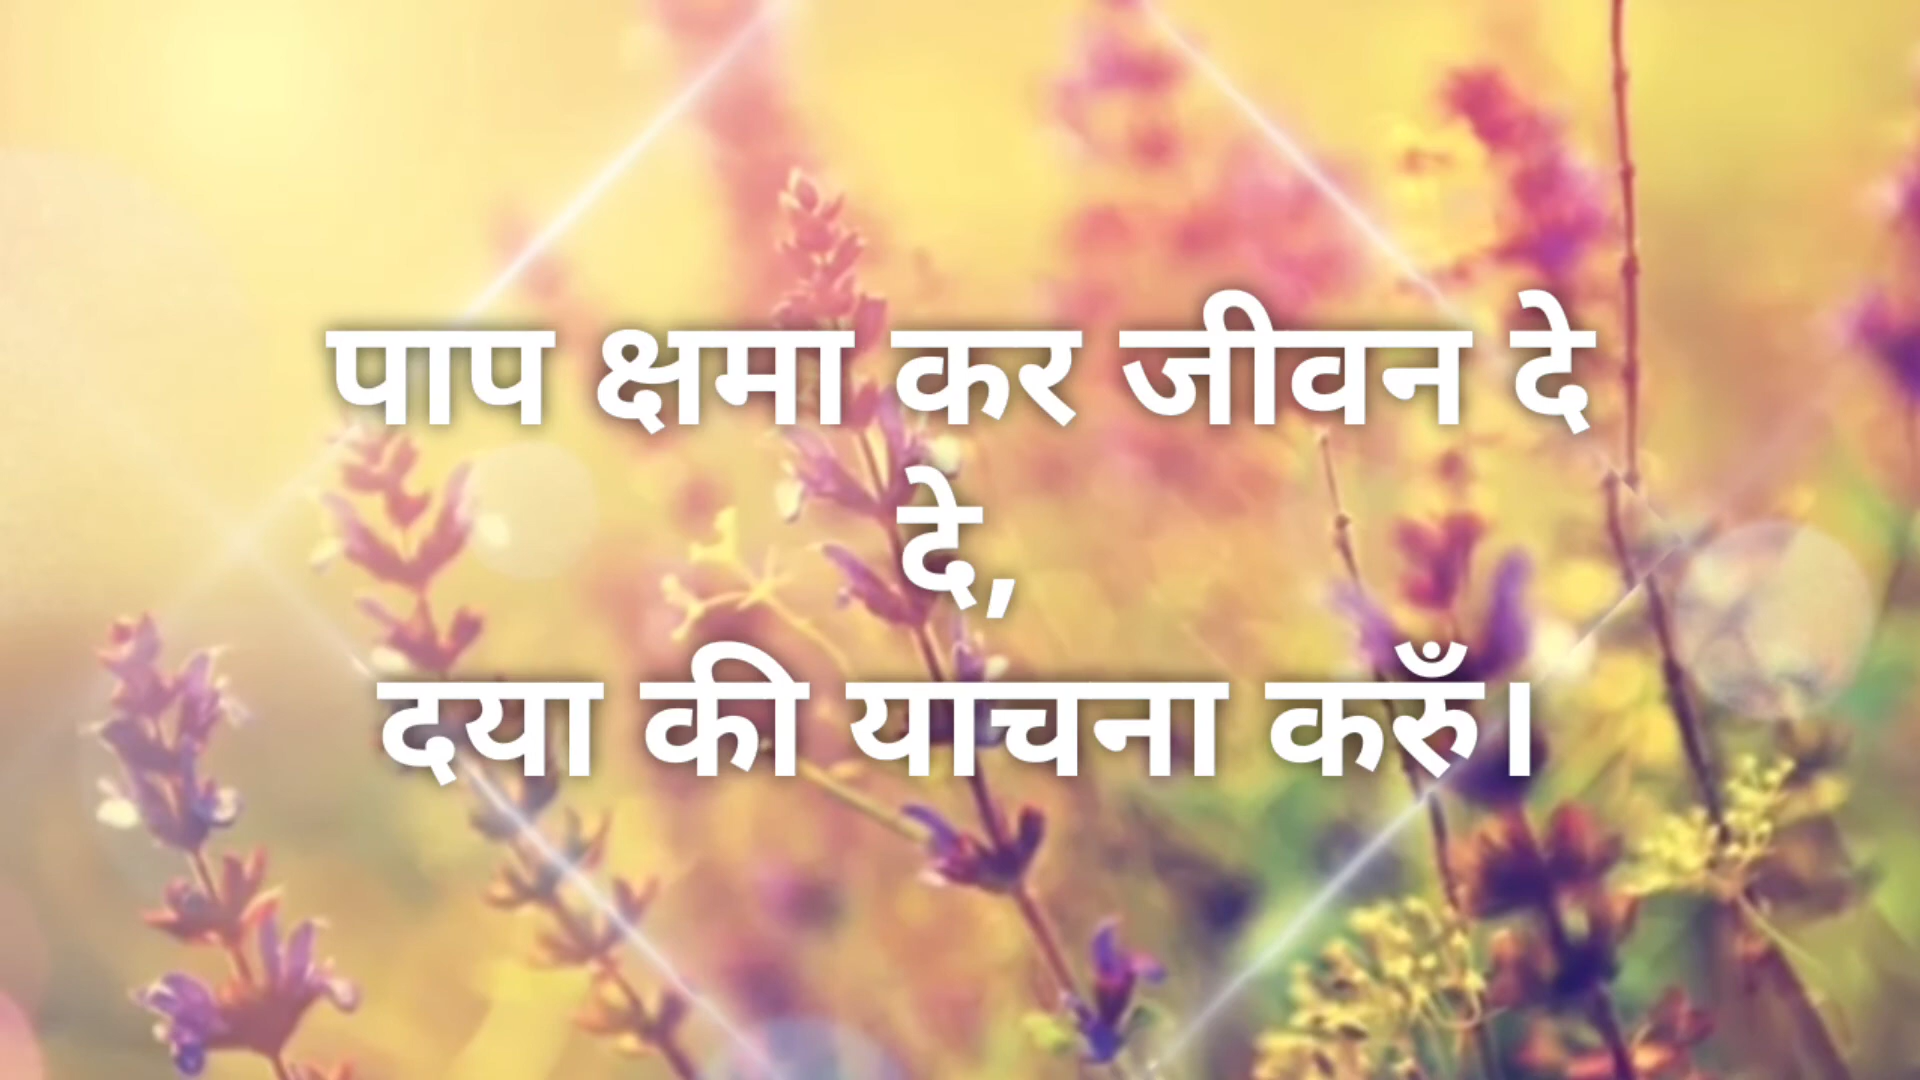 पाप क्षमा कर जीवन दे
दे,
दया की याचना करुँ।